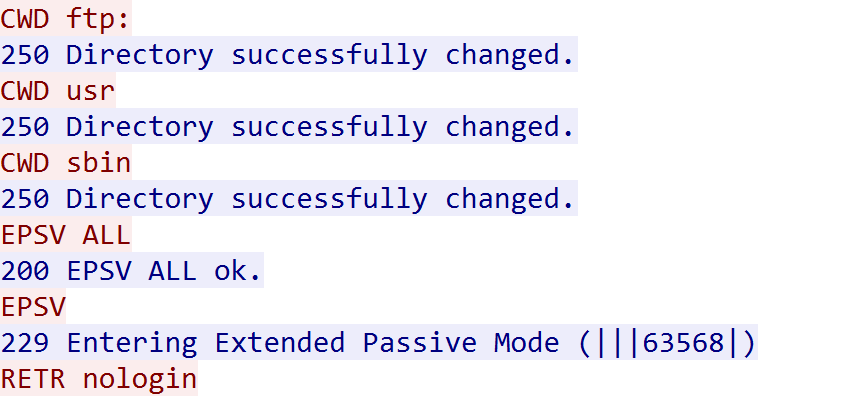 CWD ftp:
250 Directory successfully changed.
CWD usr
250 Directory successfully changed.
CWD sbin
250 Directory successfully changed.
EPSV ALL
200 EPSV ALL ok.
EPSV
229 Entering Extended Passive Mode (|||63568|)
RETR nologin